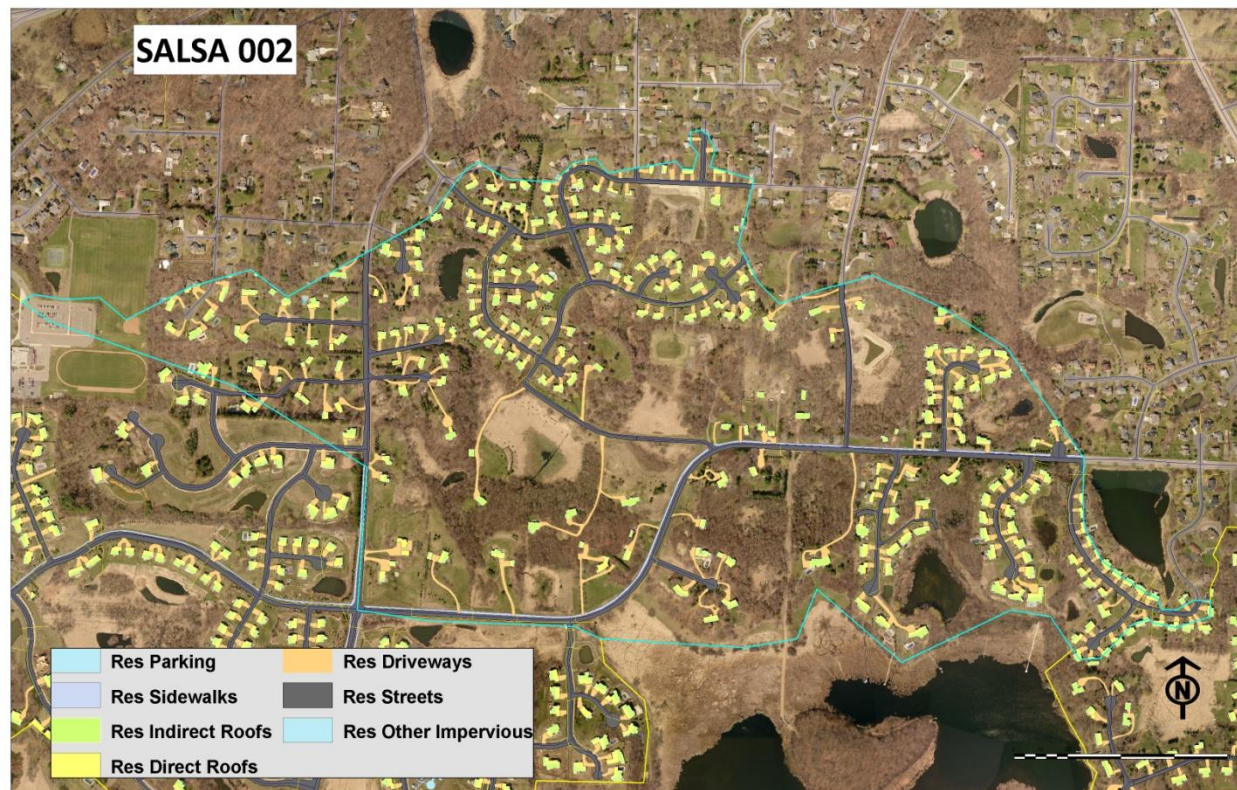 SALSA 002
Res Parking
Res Driveways
Res Sidewalks
Res Streets
Res Indirect Roofs
Res Other Impervious
Res Direct Roofs
N